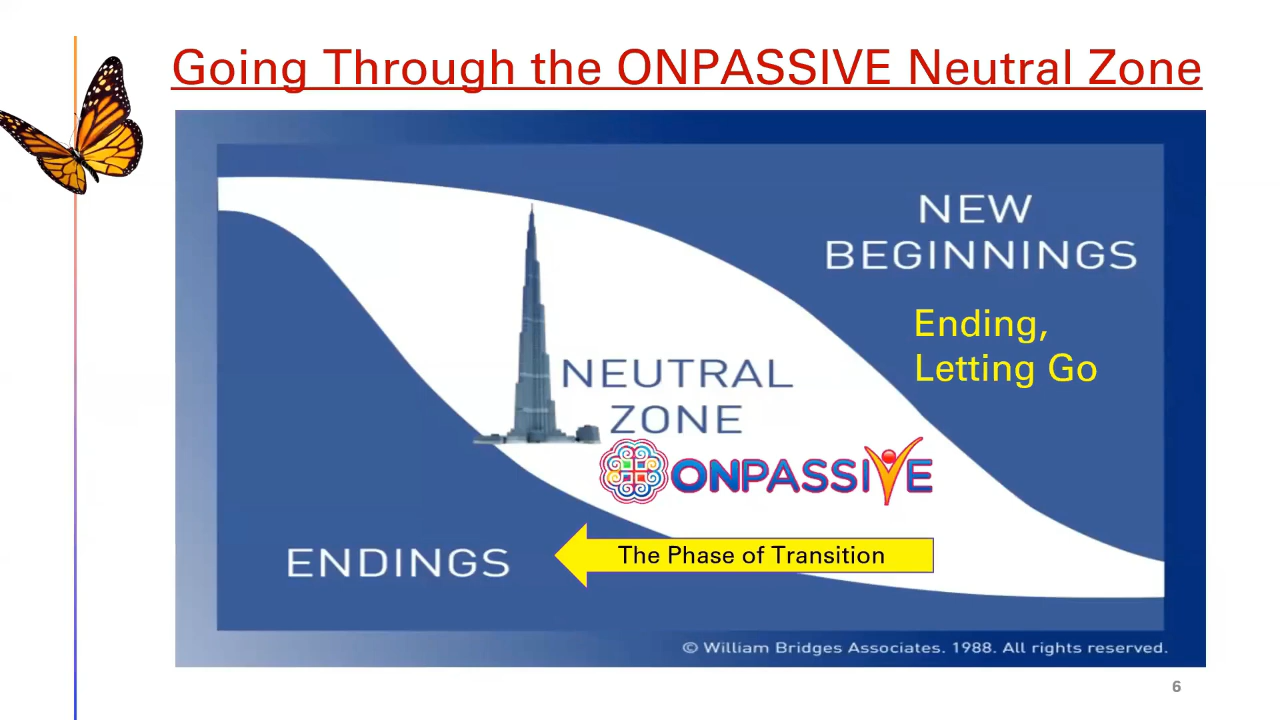 Going Through the ONPASSIVE Neutral Zone
NEW
BEGINNINGS
Ending,
Letting Go
NEUTRAL
ZONE
ONPASSIVE
The Phase of Transition
ENDINGS
© William Bridges Associates. 1988. All rights reserved.
6